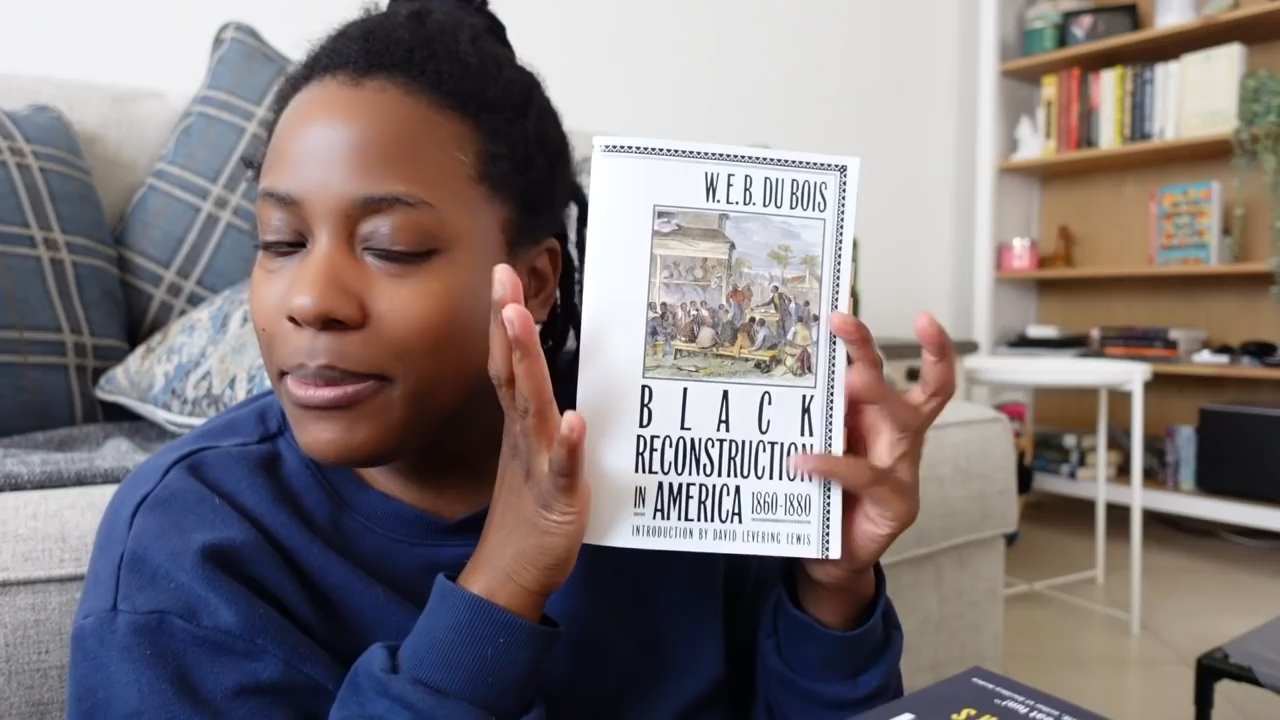 W.E.B. DU BOIS
BLACK
RECONSTRUCTION
IN AMERICA 1860-1880
INTRODUCTION BY DAVID LEVERING LEWIS